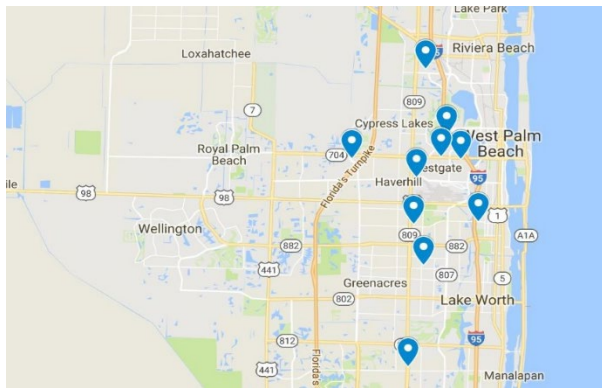 Lake Park
Loxahatchee
Riviera Beach
7
809
Cypress Lakes
West Palm
Beach
Royal Palm
Beach
704
Westgate
Haverhill
95
98
98
1
Florida's Turnpike
Wellington
882
809
882
A1A
441
807
5
Greenacres
802
Lake Worth
812
95
441
Florida's
Manalapan